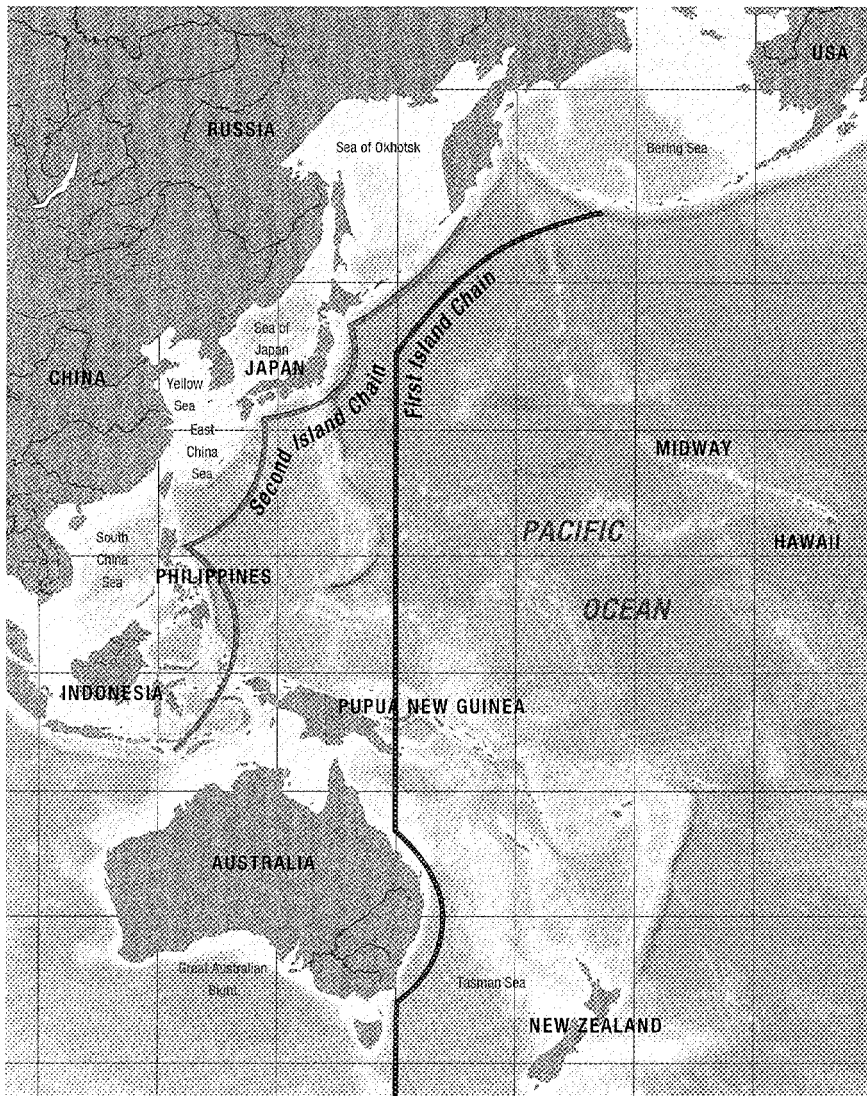 USA
RUSSIA
Sea of Okhotsk
Bering Sea
Sea of
Japan
JAPAN
CHINA
Yellow
Sea
East
China
Sea
Second Island Chain
First Island Chain
MIDWAY
PACIFIC
OCEAN
HAWAII
South
China
Sea
PHILIPPINES
INDONESIA
PUPUA NEW GUINEA
AUSTRALIA
Great Australian
Bight
Tasman Sea
NEW ZEALAND